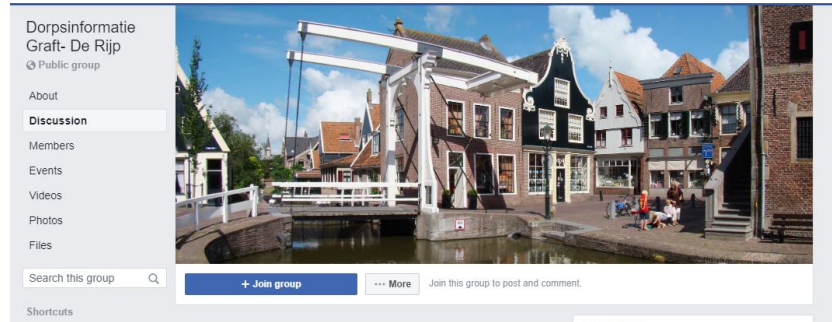 Dorpsinformatie
Graft- De Rijp
Public group
About
Discussion
Members
Events
Videos
Photos
Files
Search this group
Shortcuts
+ Join group
··· More
Join this group to post and comment.